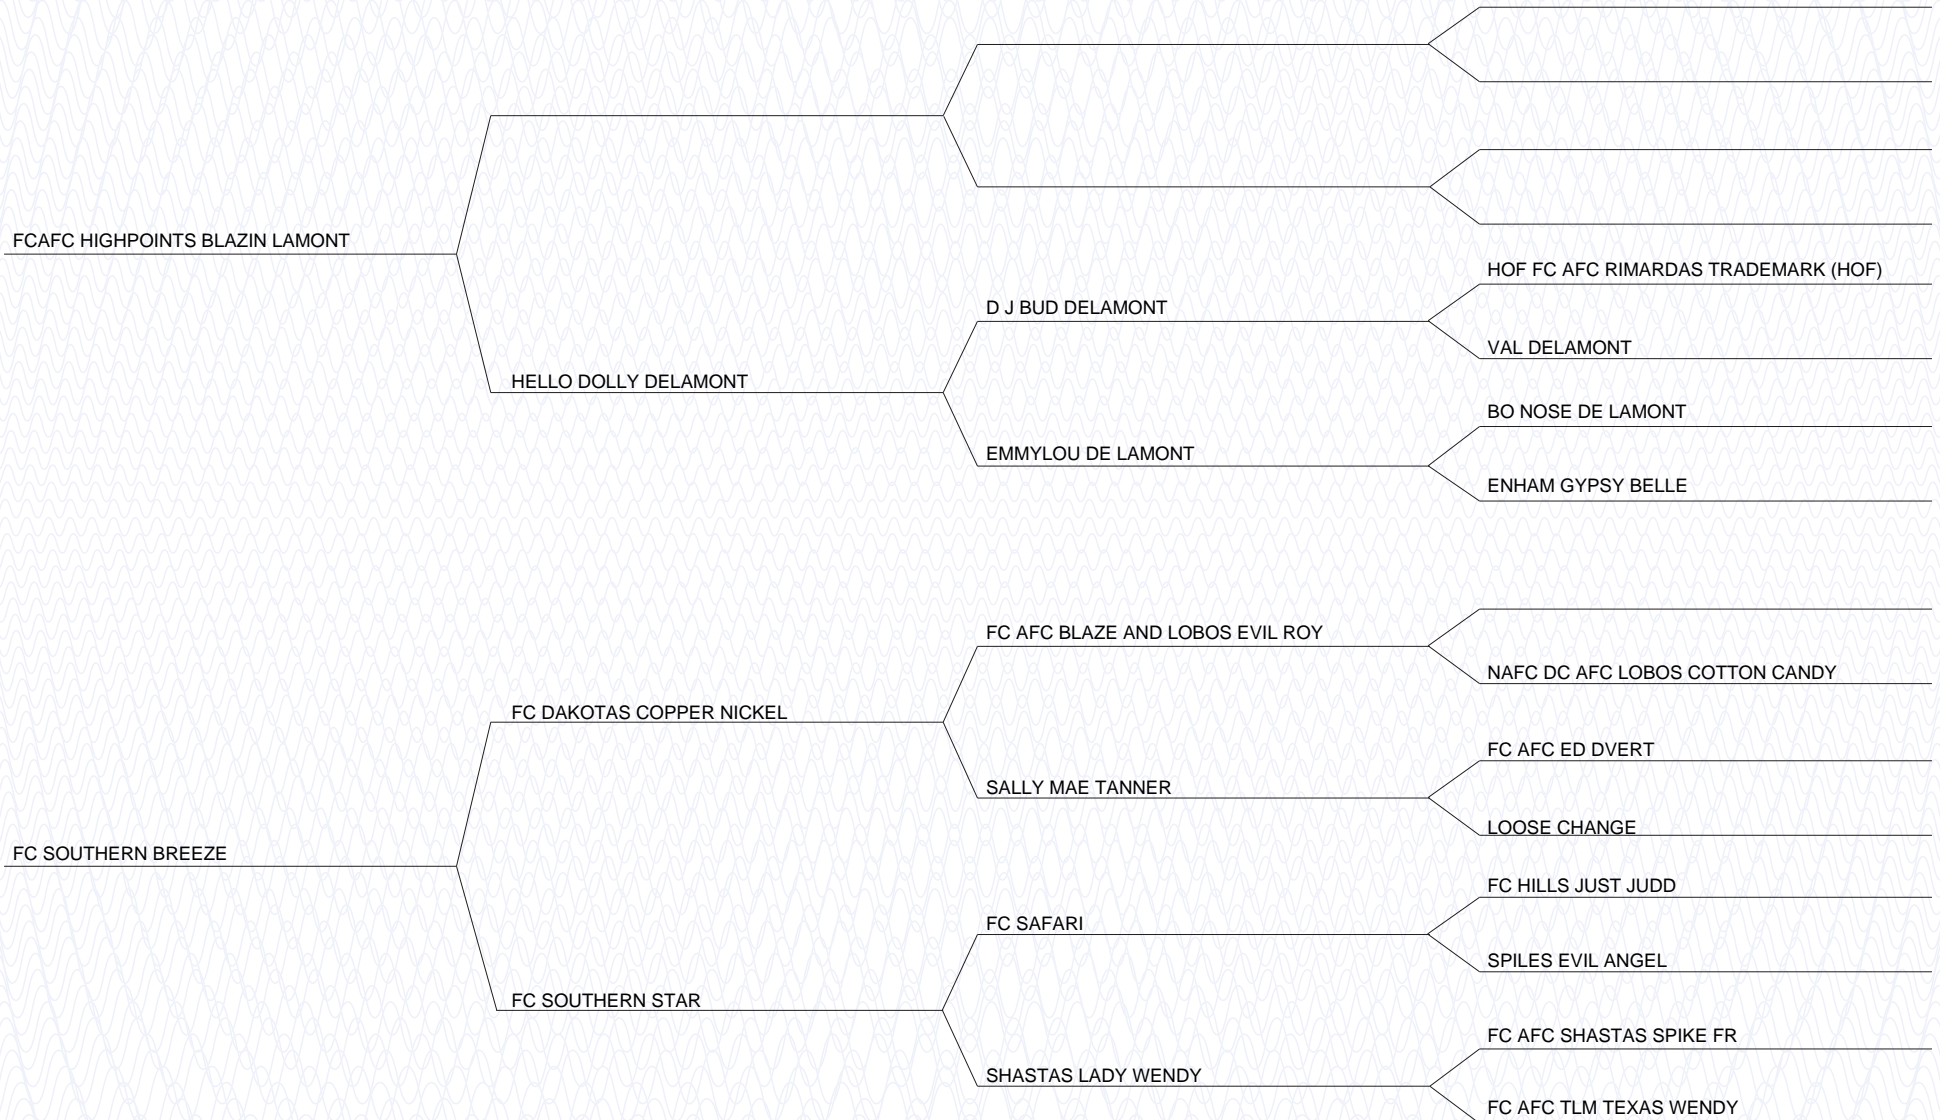 FCAFC HIGHPOINTS BLAZIN LAMONT
HOF FC AFC RIMARDAS TRADEMARK (HOF)
D J BUD DELAMONT
VAL DELAMONT
HELLO DOLLY DELAMONT
BO NOSE DE LAMONT
EMMYLOU DE LAMONT
ENHAM GYPSY BELLE
FC AFC BLAZE AND LOBOS EVIL ROY
NAFC DC AFC LOBOS COTTON CANDY
FC DAKOTAS COPPER NICKEL
FC AFC ED DVERT
SALLY MAE TANNER
LOOSE CHANGE
FC SOUTHERN BREEZE
FC HILLS JUST JUDD
FC SAFARI
SPILES EVIL ANGEL
FC SOUTHERN STAR
FC AFC SHASTAS SPIKE FR
SHASTAS LADY WENDY
FC AFC TLM TEXAS WENDY